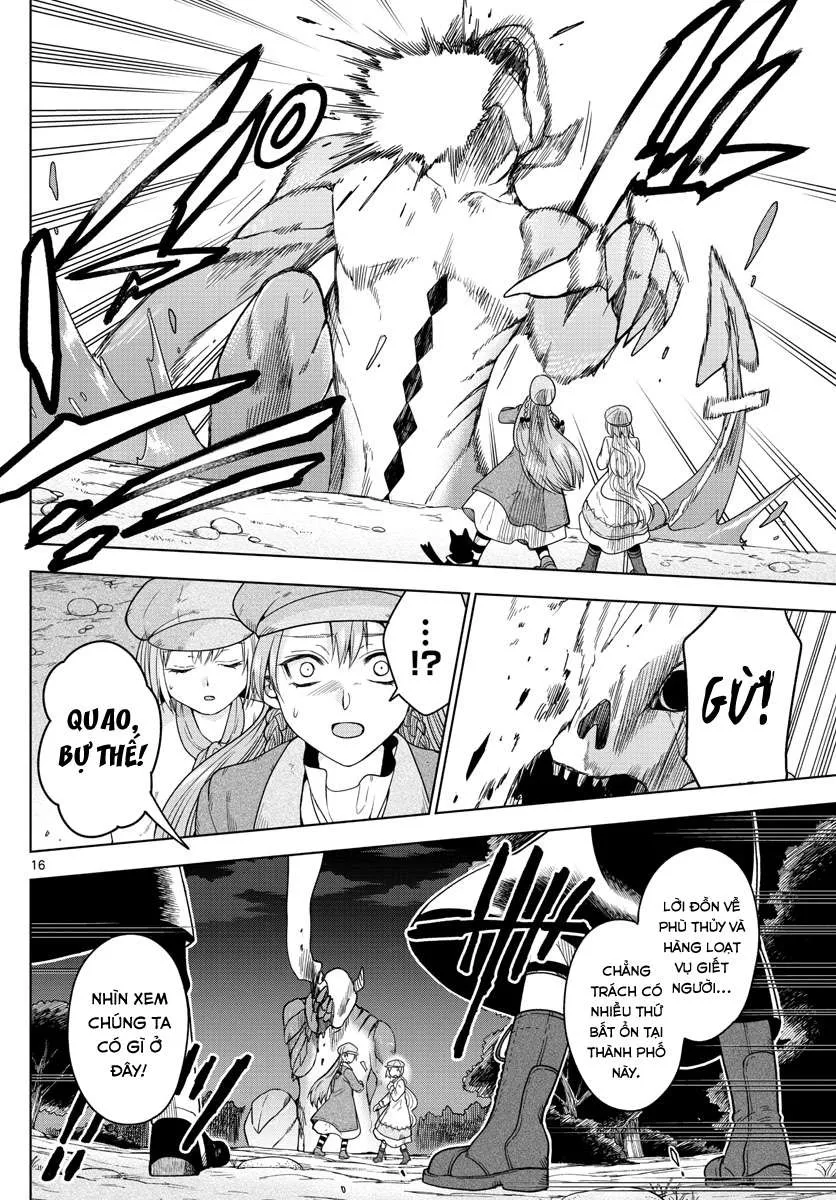 GỪ!
...
!?
QUAO,
BỰ THẾ!
16
LỜI ĐỒN VỀ
PHÙ THỦY VÀ
HÀNG LOẠT
VỤ GIẾT
NGƯỜI...
CHẲNG
TRÁCH CÓ
NHIỀU THỨ
BẤT ỔN TẠI
THÀNH PHỐ
NÀY.
NHÌN XEM
CHÚNG TA
CÓ GÌ Ở
ĐÂY!